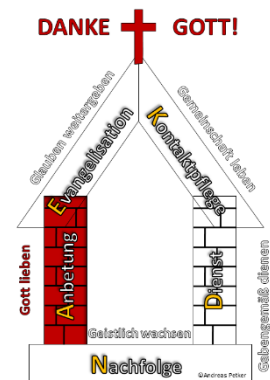 DANKE GOTT!
Glauben weitergeben
Evangelisation
Kontaktpflege
Gemeinschaft leben
Gott lieben
Anbetung
Dienst
Gabengemäß dienen
Geistlich wachsen
Nachfolge
©Andreas Petker